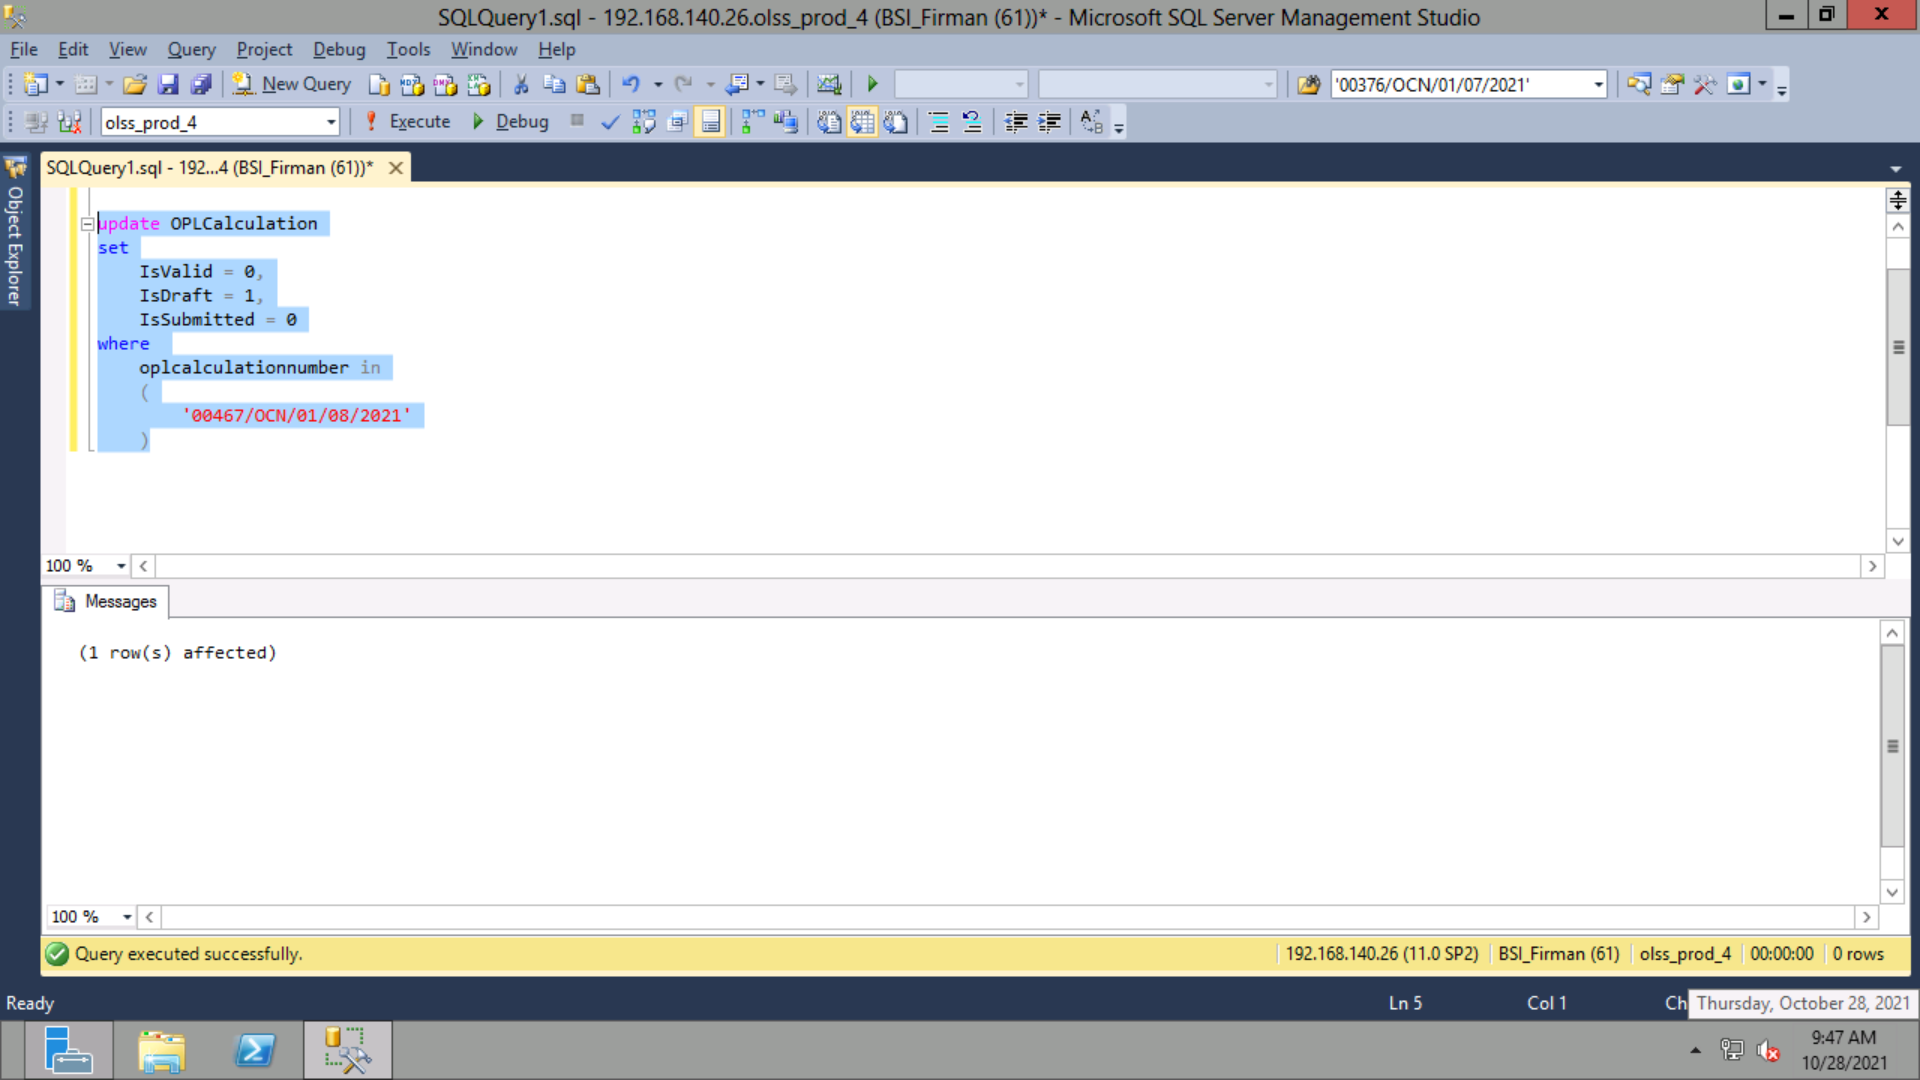 SQLQuery1.sql - 192.168.140.26.olss_prod_4 (BSI_Firman (61))* - Microsoft SQL Server Management Studio
File Edit View Query Project Debug Tools Window Help
New Query '00376/OCN/01/07/2021'
olss_prod_4 Execute Debug
SQLQuery1.sql - 192...4 (BSI_Firman (61))*
Object Explorer
update OPLCalculation
set
IsValid = 0,
IsDraft = 1,
IsSubmitted = 0
where
oplcalculationnumber in
(
'00467/OCN/01/08/2021'
)
100 %
Messages
(1 row(s) affected)
100 %
Query executed successfully. 192.168.140.26 (11.0 SP2) BSI_Firman (61) olss_prod_4 00:00:00 0 rows
Ready Ln 5 Col 1 Ch Thursday, October 28, 2021
9:47 AM
10/28/2021